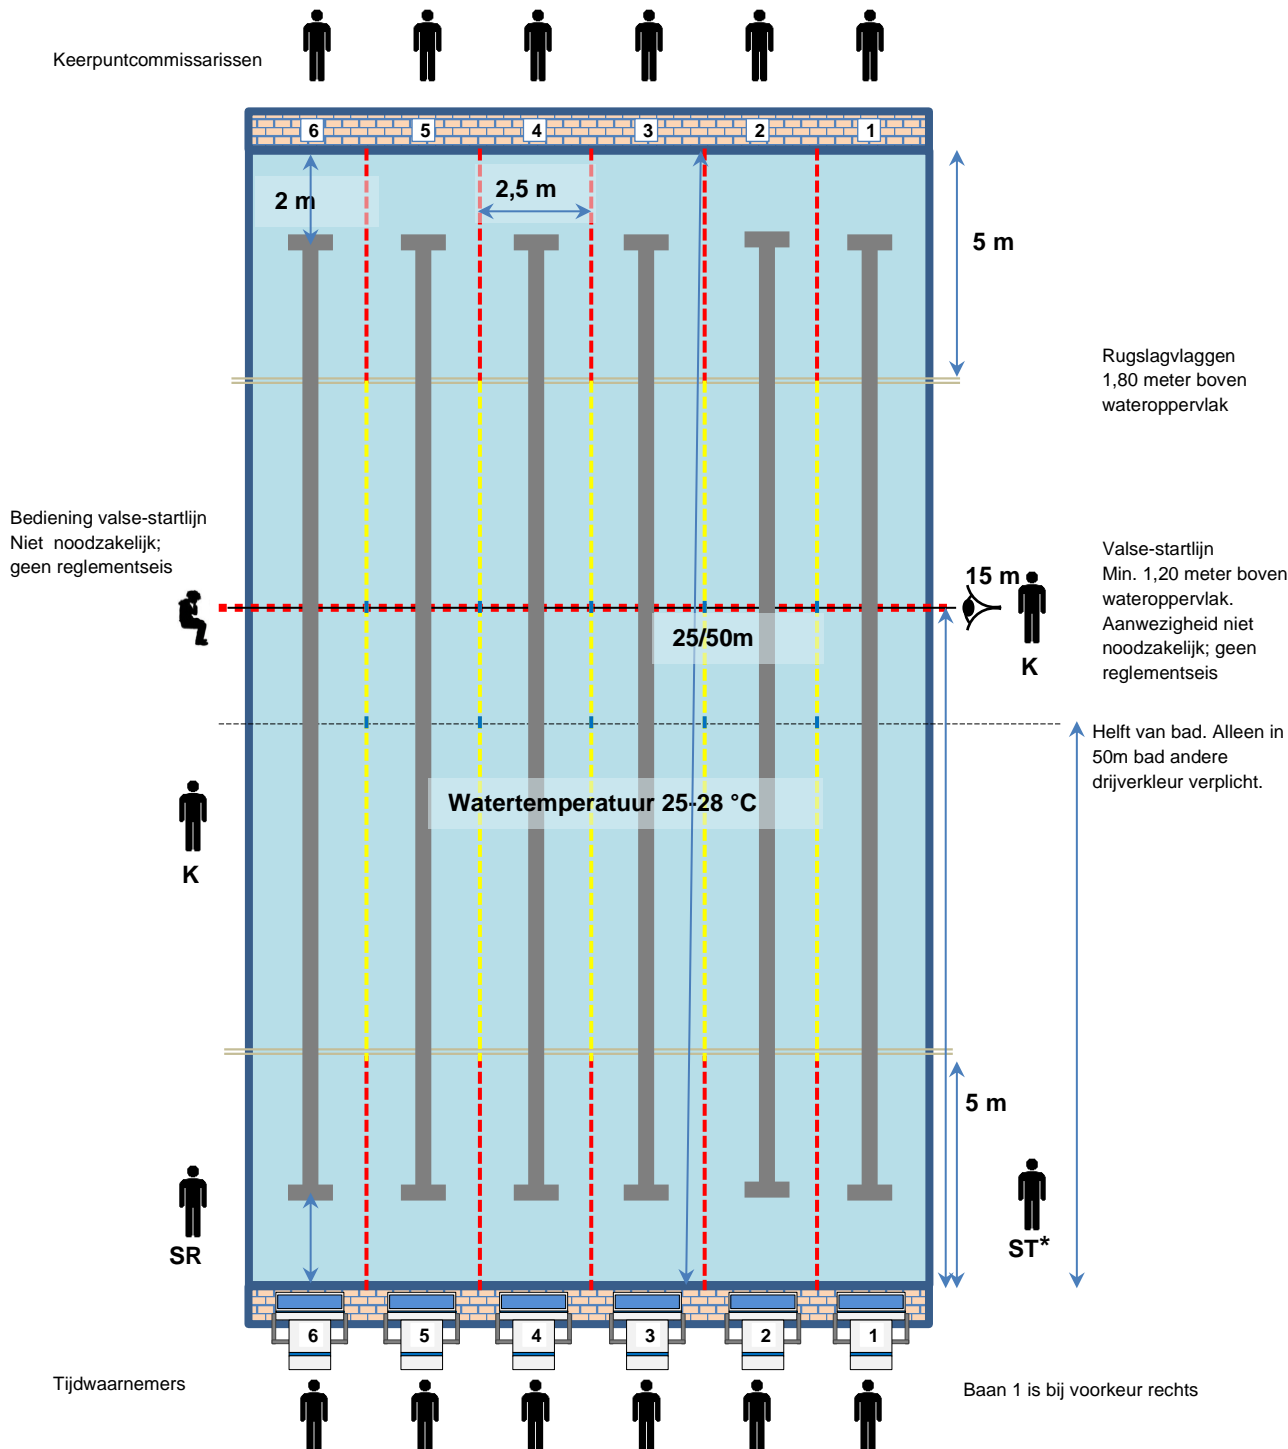 Keerpuntcommissarissen
6 5 4 3 2 1
2 m
2,5 m
5 m
Rugslagvlaggen
1,80 meter boven
wateroppervlak
Bediening valse-startlijn
Niet noodzakelijk;
geen reglementseis
15 m
K
Valse-startlijn
Min. 1,20 meter boven
wateroppervlak.
Aanwezigheid niet
noodzakelijk; geen
reglementseis
25/50m
Helft van bad. Alleen in
50m bad andere
drijverkleur verplicht.
Watertemperatuur 25-28 °C
K
5 m
SR
ST*
6 5 4 3 2 1
Tijdwaarnemers
Baan 1 is bij voorkeur rechts